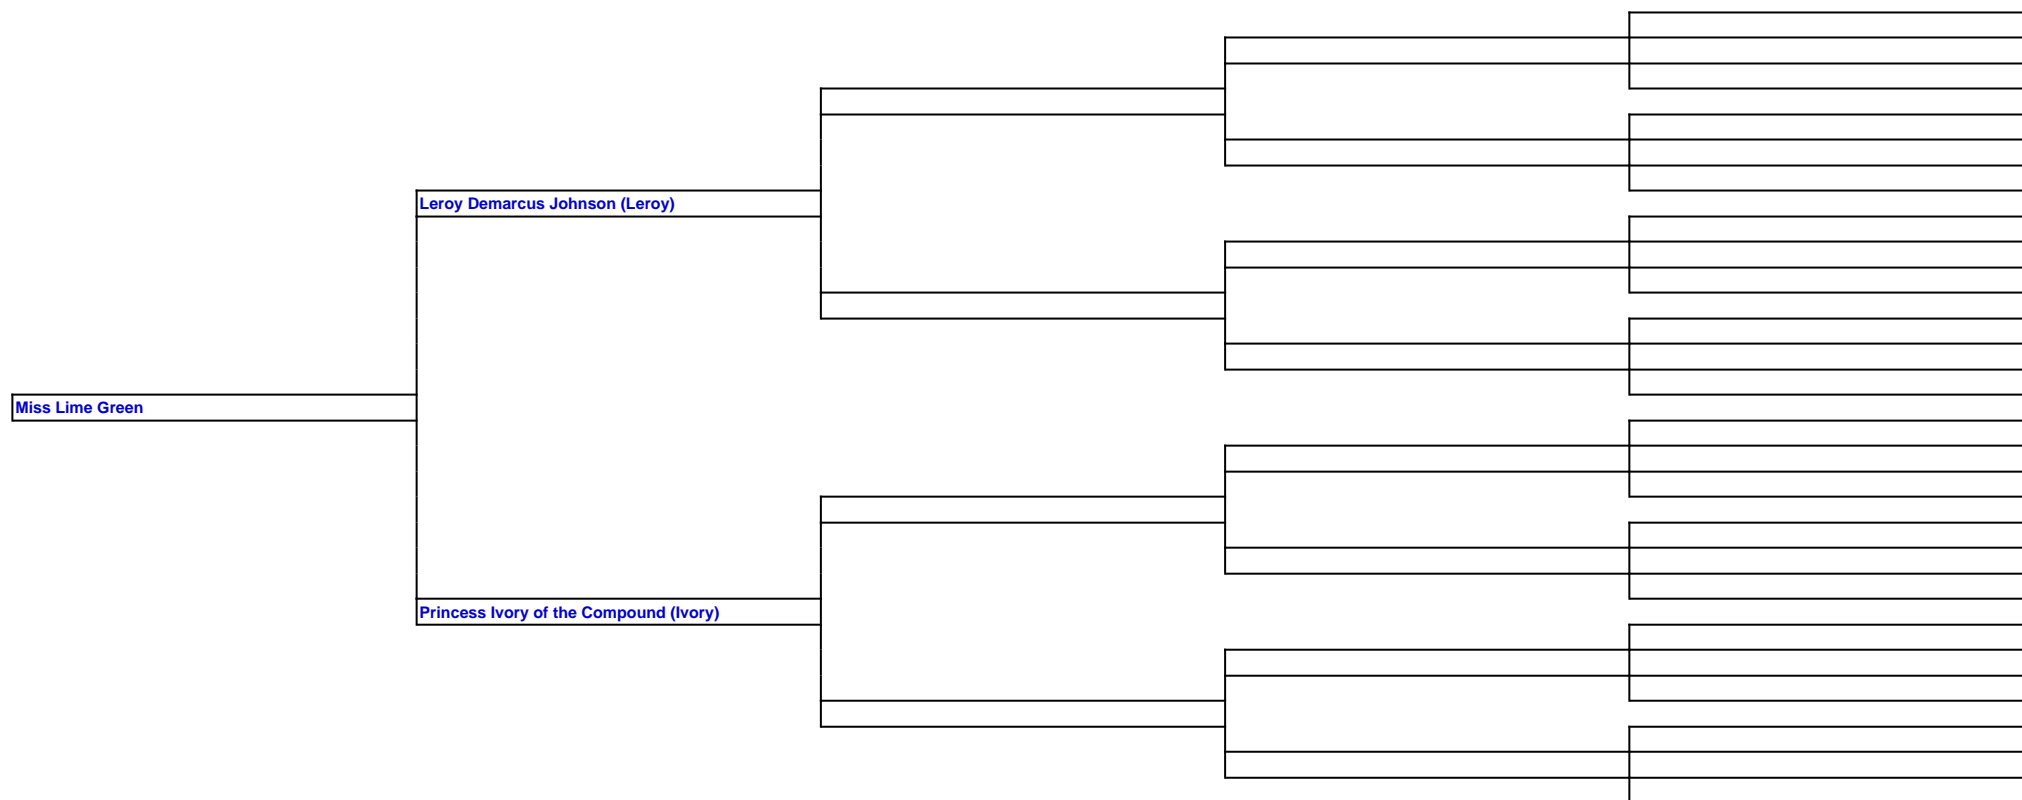 Leroy Demarcus Johnson (Leroy)
Miss Lime Green
Princess Ivory of the Compound (Ivory)